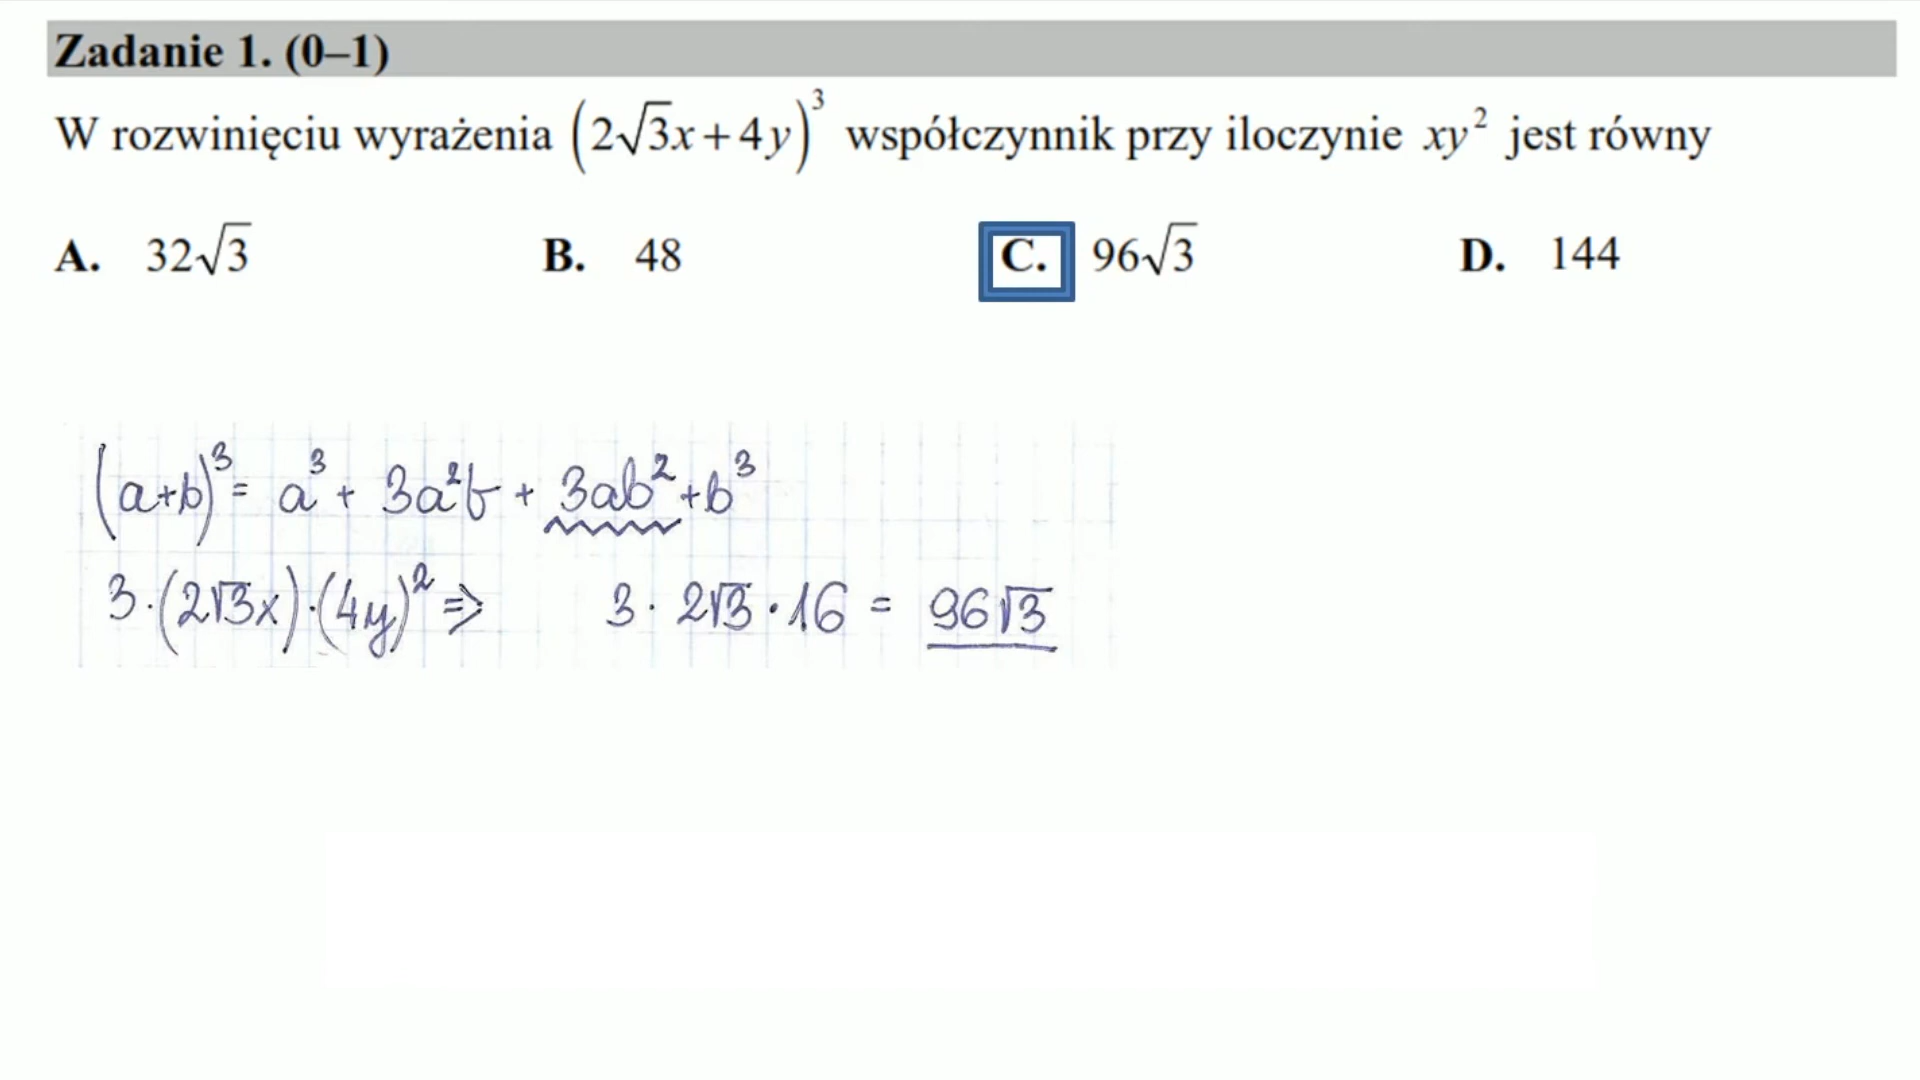 Zadanie 1. (0–1)
W rozwinięciu wyrażenia (2√3x+4y)³ współczynnik przy iloczynie xy² jest równy
A. 32√3 B. 48 C. 96√3 D. 144
(a+b)³ = a³ + 3a²b + 3ab² + b³
3·(2√3x)·(4y)² ⇒ 3 · 2√3 · 16 = 96√3